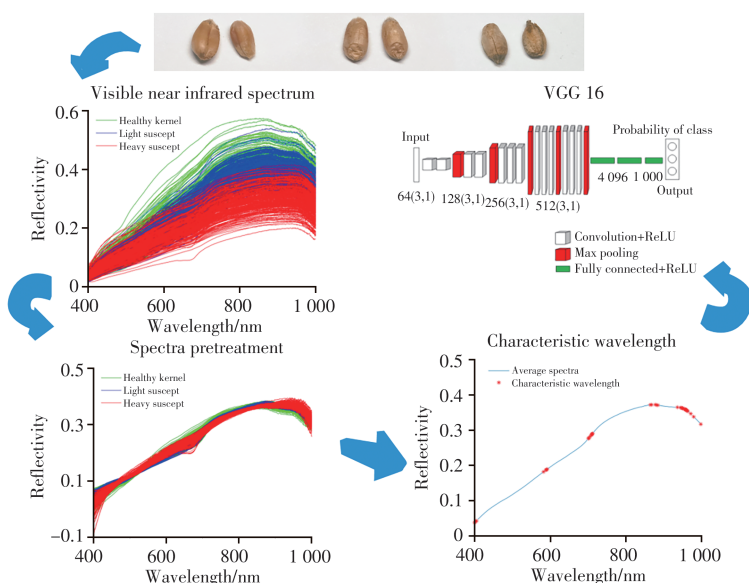 Visible near infrared spectrum
0.6
0.4
0.2
0
Reflectivity
Healthy kernel
Light suscept
Heavy suscept
400 600 800 1 000
Wavelength/nm
VGG 16
Input
Probability of class
64(3,1) 128(3,1) 256(3,1) 512(3,1)
4 096 1 000
Output
Convolution+ReLU
Max pooling
Fully connected+ReLU
Spectra pretreatment
0.5
0.3
0.1
−0.1
Reflectivity
Healthy kernel
Light suscept
Heavy suscept
400 600 800 1 000
Wavelength/nm
Characteristic wavelength
0.5
0.4
0.3
0.2
0.1
0
Reflectivity
Average spectra
Characteristic wavelength
400 600 800 1 000
Wavelength/nm